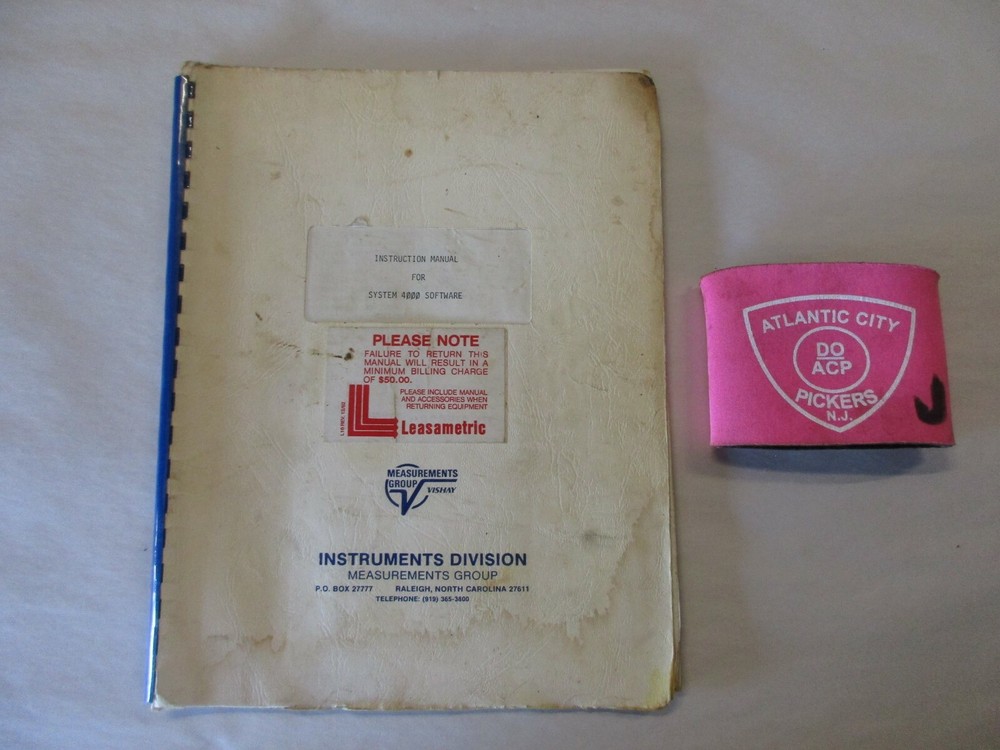 INSTRUCTION MANUAL
FOR
SYSTEM 4000 SOFTWARE
PLEASE NOTE
FAILURE TO RETURN THIS
MANUAL WILL RESULT IN A
MINIMUM BILLING CHARGE
OF $50.00.
PLEASE INCLUDE MANUAL
AND ACCESSORIES WHEN
RETURNING EQUIPMENT
Leasametric
MEASUREMENTS
GROUP
VISHAY
INSTRUMENTS DIVISION
MEASUREMENTS GROUP
P.O. BOX 27777 RALEIGH, NORTH CAROLINA 27611
TELEPHONE: (919) 365-3800
ATLANTIC CITY
DO
ACP
PICKERS
N.J.
J